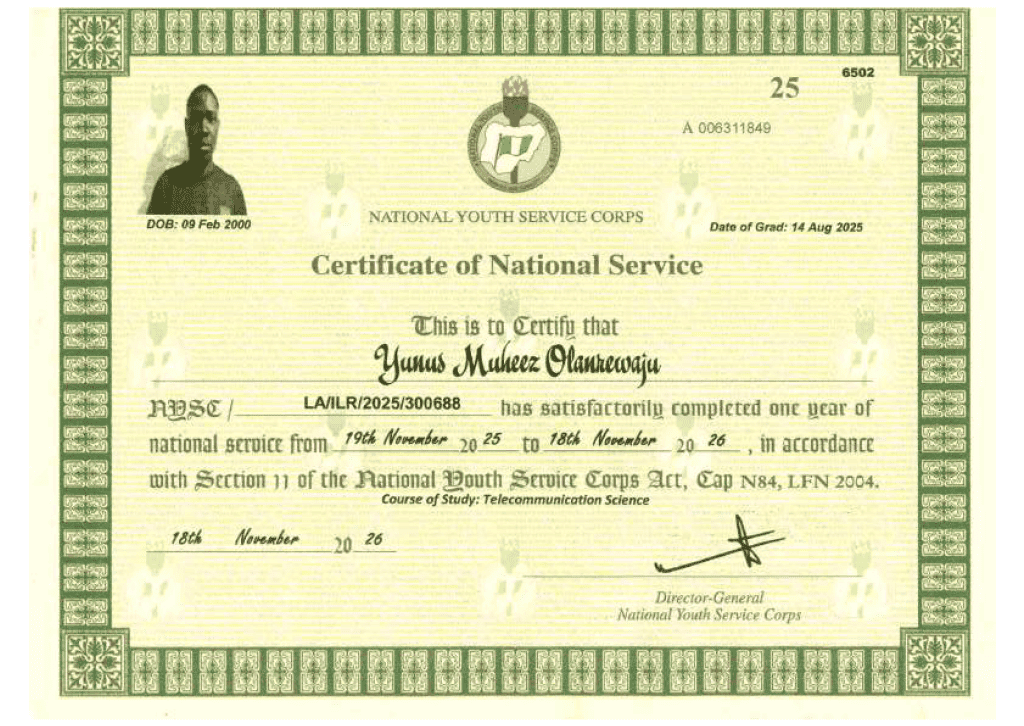 6502
25
A 006311849
DOB: 09 Feb 2000
NATIONAL YOUTH SERVICE CORPS
Date of Grad: 14 Aug 2025
Certificate of National Service
This is to Certify that
Yunus Muheez Olanrewaju
NYSC / LA/ILR/2025/300688 has satisfactorily completed one year of
national service from 19th November 20 25 to 18th November 20 26 , in accordance
with Section 11 of the National Youth Service Corps Act, Cap N84, LFN 2004.
Course of Study: Telecommunication Science
18th November 20 26
Director-General
National Youth Service Corps